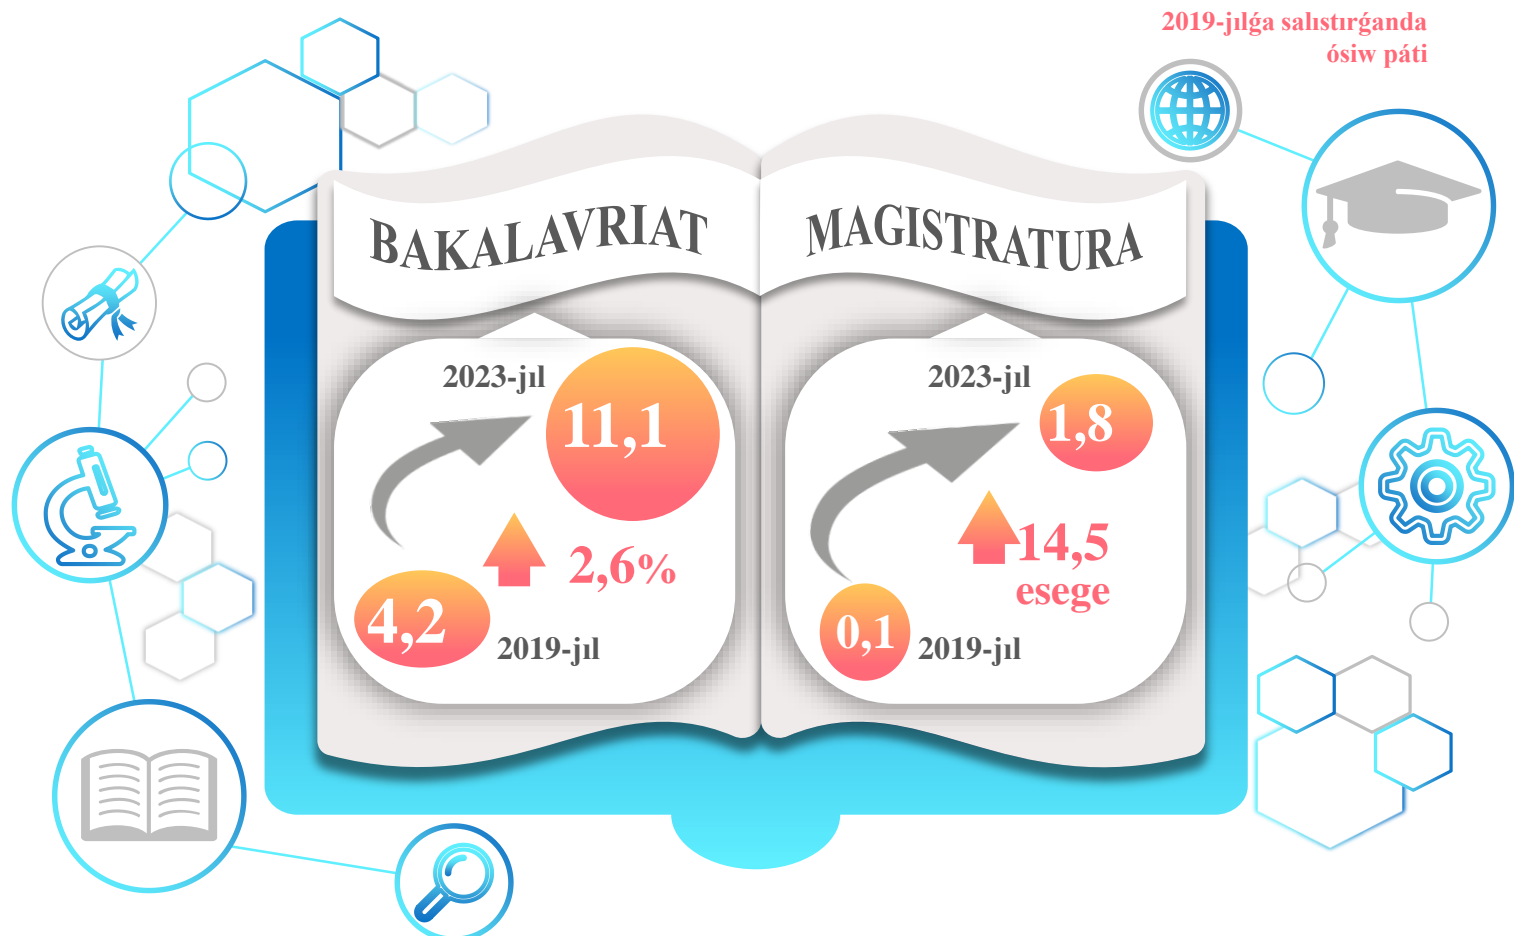 2019-jılǵa salıstırǵanda
ósiw páti
BAKALAVRIAT
2023-jıl
11,1
2,6%
4,2
2019-jıl
MAGISTRATURA
2023-jıl
1,8
14,5
esege
0,1
2019-jıl